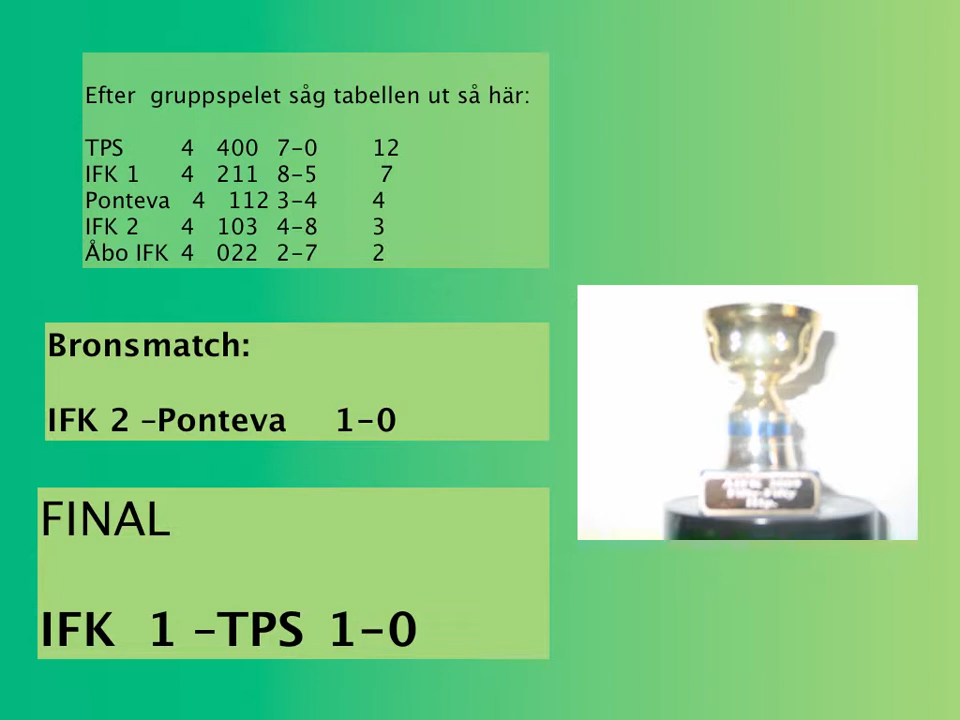 Efter gruppspelet såg tabellen ut så här:
TPS 4 400 7-0 12
IFK 1 4 211 8-5 7
Ponteva 4 112 3-4 4
IFK 2 4 103 4-8 3
Åbo IFK 4 022 2-7 2
Bronsmatch:
IFK 2 –Ponteva 1-0
FINAL
IFK 1 –TPS 1-0